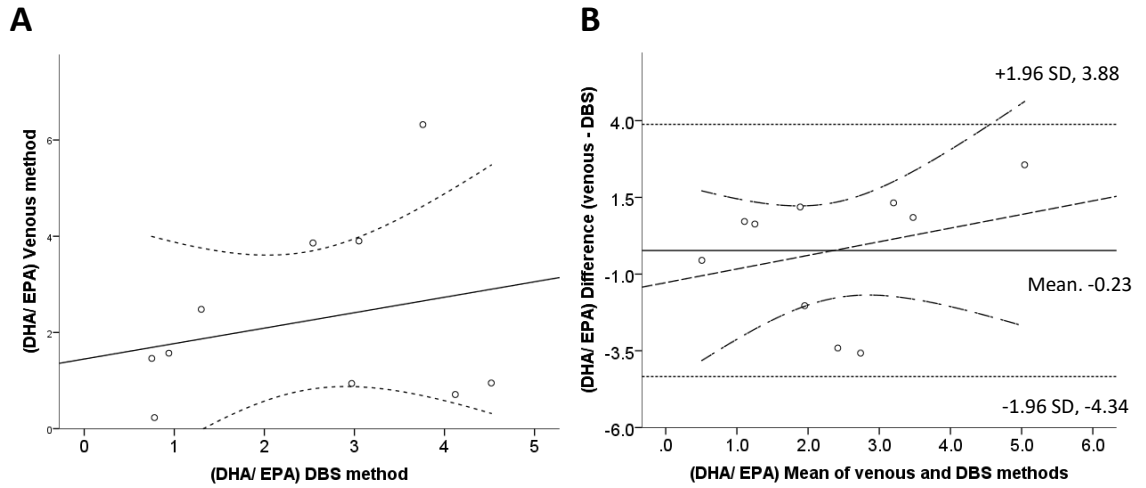 A
(DHA/ EPA) Venous method
6
4
2
0
0 1 2 3 4 5
(DHA/ EPA) DBS method
B
(DHA/ EPA) Difference (venous - DBS)
4.0
1.5
-1.0
-3.5
-6.0
+1.96 SD, 3.88
Mean. -0.23
-1.96 SD, -4.34
.0 1.0 2.0 3.0 4.0 5.0 6.0
(DHA/ EPA) Mean of venous and DBS methods